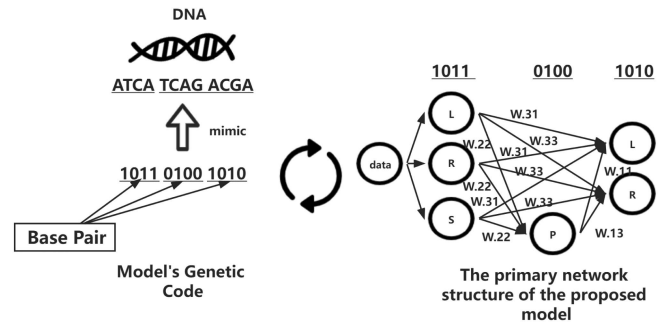 DNA
ATCA TCAG ACGA
mimic
1011 0100 1010
Base Pair
Model's Genetic
Code
1011 0100 1010
data
L
R
S
P
L
R
W.31
W.33
W.22
W.31
W.33
W.22
W.31
W.33
W.22
W.11
W.13
The primary network
structure of the proposed
model